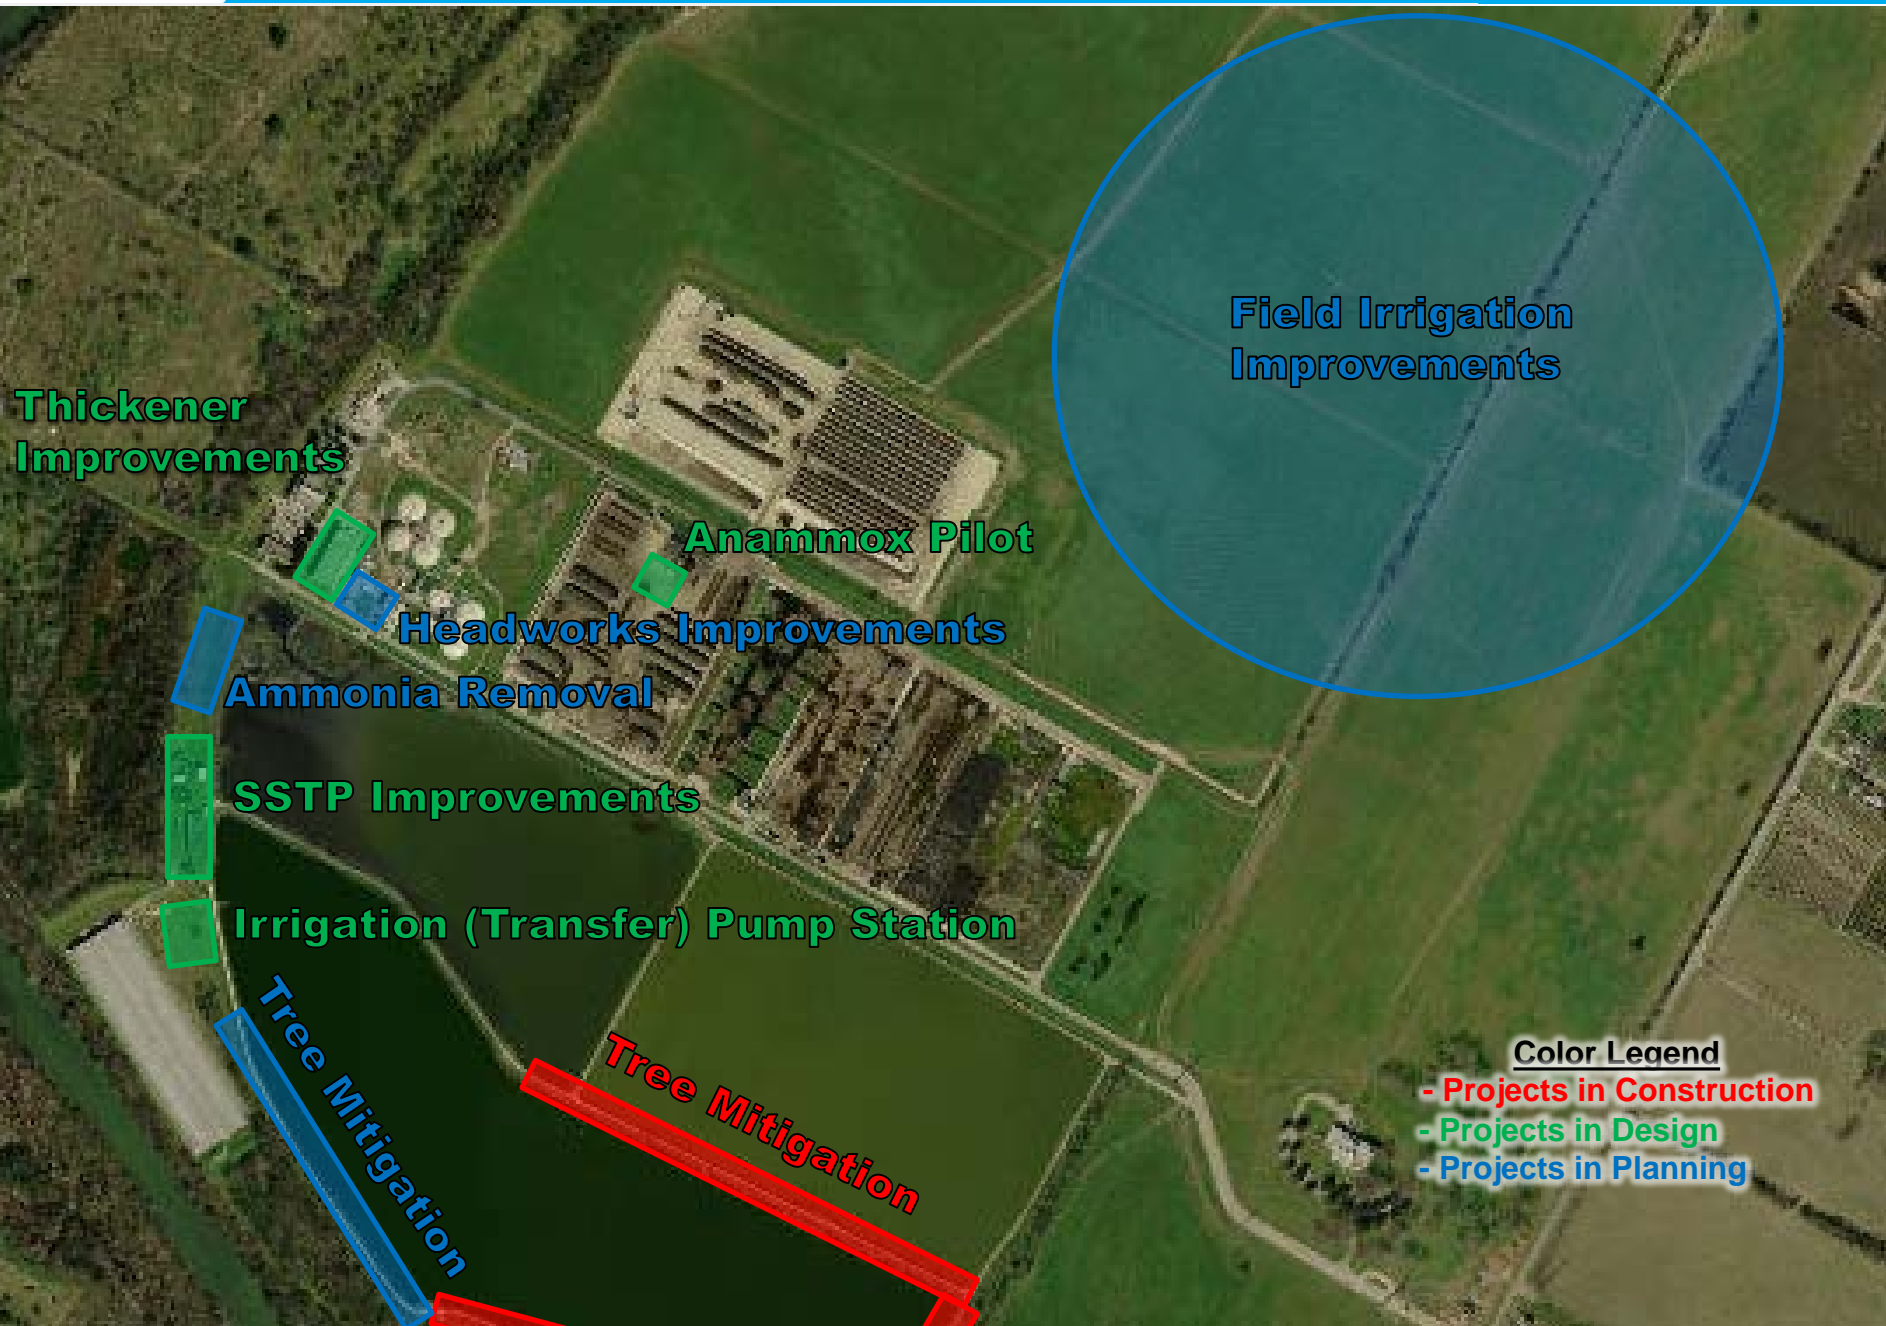 Field Irrigation
Improvements
Thickener
Improvements
Anammox Pilot
Headworks Improvements
Ammonia Removal
SSTP Improvements
Irrigation (Transfer) Pump Station
Tree Mitigation
Tree Mitigation
Color Legend
- Projects in Construction
- Projects in Design
- Projects in Planning